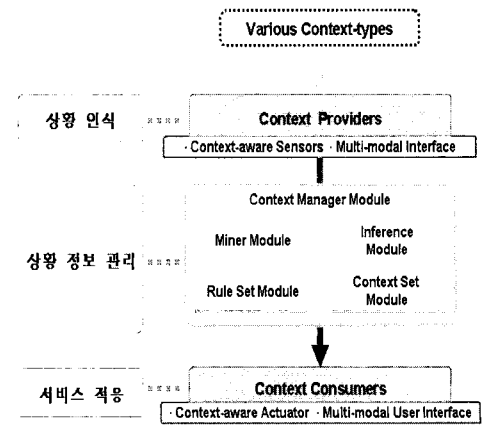 Various Context-types
상황 인식
Context Providers
· Context-aware Sensors · Multi-modal Interface
Context Manager Module
Miner Module
Inference
Module
상황 정보 관리
Rule Set Module
Context Set
Module
서비스 적응
Context Consumers
· Context-aware Actuator · Multi-modal User Interface